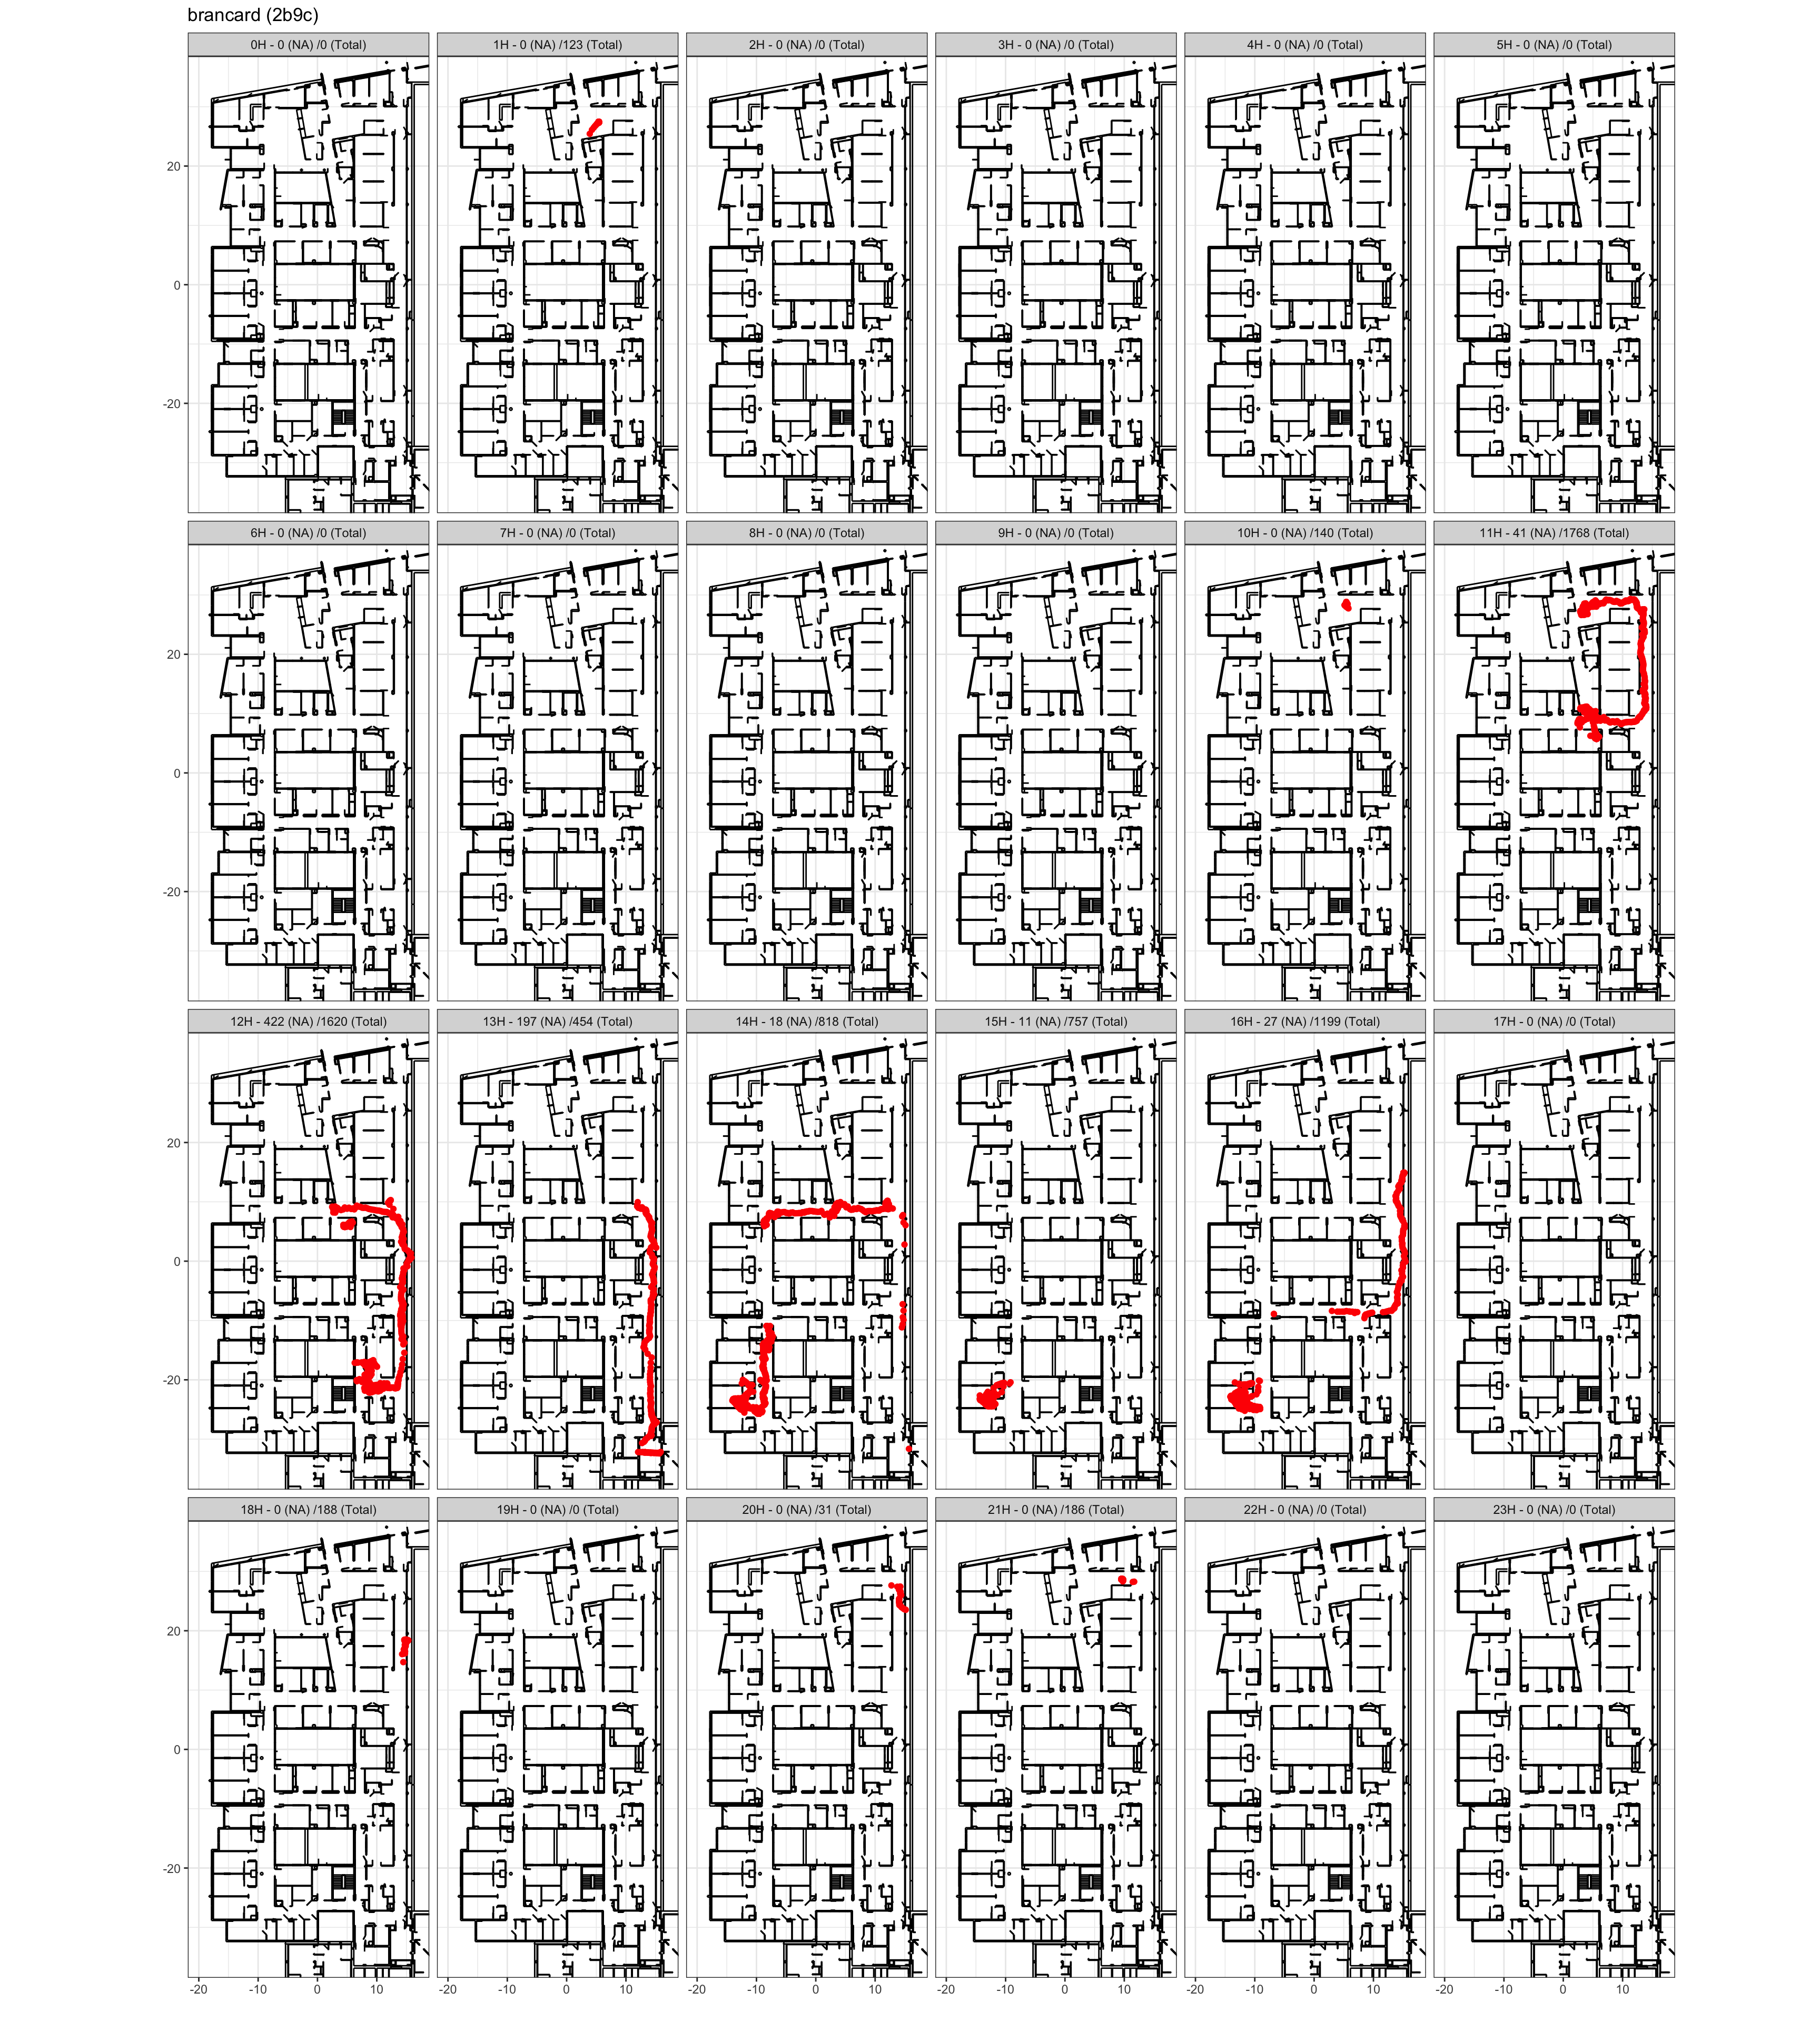 brancard (2b9c)
0H - 0 (NA) /0 (Total) 1H - 0 (NA) /123 (Total) 2H - 0 (NA) /0 (Total) 3H - 0 (NA) /0 (Total) 4H - 0 (NA) /0 (Total) 5H - 0 (NA) /0 (Total)
20
0
-20
6H - 0 (NA) /0 (Total) 7H - 0 (NA) /0 (Total) 8H - 0 (NA) /0 (Total) 9H - 0 (NA) /0 (Total) 10H - 0 (NA) /140 (Total) 11H - 41 (NA) /1768 (Total)
20
0
-20
12H - 422 (NA) /1620 (Total) 13H - 197 (NA) /454 (Total) 14H - 18 (NA) /818 (Total) 15H - 11 (NA) /757 (Total) 16H - 27 (NA) /1199 (Total) 17H - 0 (NA) /0 (Total)
20
0
-20
18H - 0 (NA) /188 (Total) 19H - 0 (NA) /0 (Total) 20H - 0 (NA) /31 (Total) 21H - 0 (NA) /186 (Total) 22H - 0 (NA) /0 (Total) 23H - 0 (NA) /0 (Total)
20
0
-20
-20 -10 0 10 -20 -10 0 10 -20 -10 0 10 -20 -10 0 10 -20 -10 0 10 -20 -10 0 10